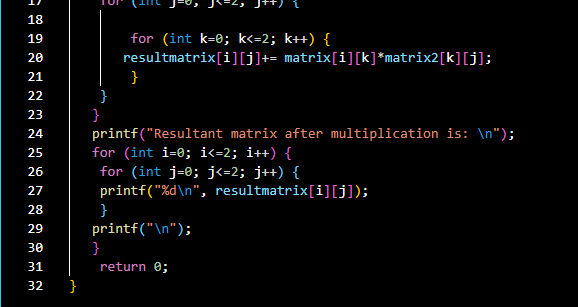 17 for (int j=0; j<=2; j++) {
18
19 for (int k=0; k<=2; k++) {
20 resultmatrix[i][j]+= matrix[i][k]*matrix2[k][j];
21 }
22 }
23 }
24 printf("Resultant matrix after multiplication is: \n");
25 for (int i=0; i<=2; i++) {
26 for (int j=0; j<=2; j++) {
27 printf("%d\n", resultmatrix[i][j]);
28 }
29 printf("\n");
30 }
31 return 0;
32 }